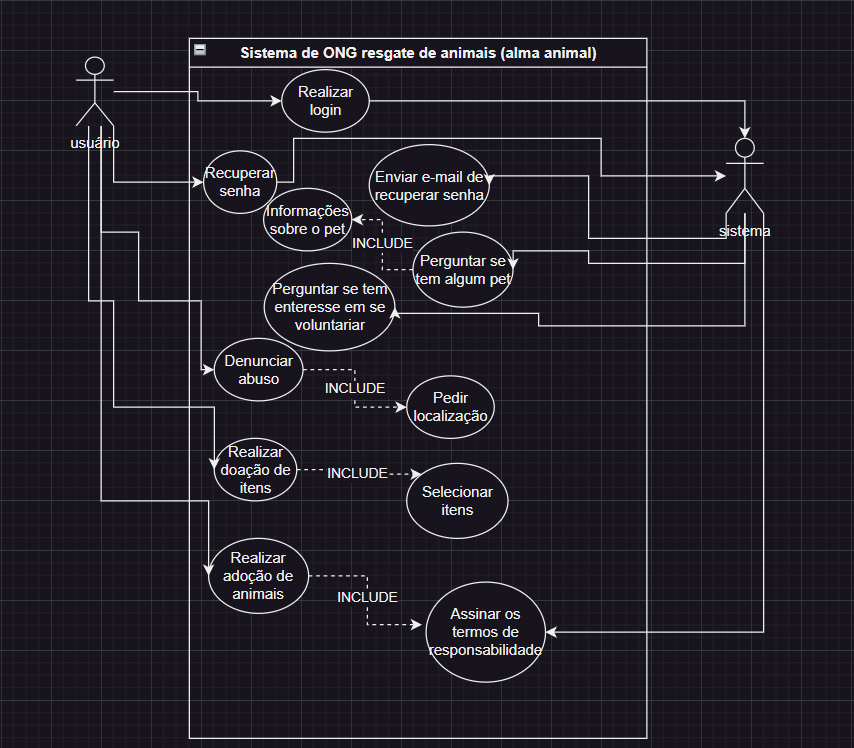 Sistema de ONG resgate de animais (alma animal)
Realizar
login
usuário
Recuperar
senha
Enviar e-mail de
recuperar senha
Informações
sobre o pet
INCLUDE
sistema
Perguntar se
tem algum pet
Perguntar se tem
enteresse em se
voluntariar
Denunciar
abuso
INCLUDE
Pedir
localização
Realizar
doação de
itens
INCLUDE
Selecionar
itens
Realizar
adoção de
animais
INCLUDE
Assinar os
termos de
responsabilidade